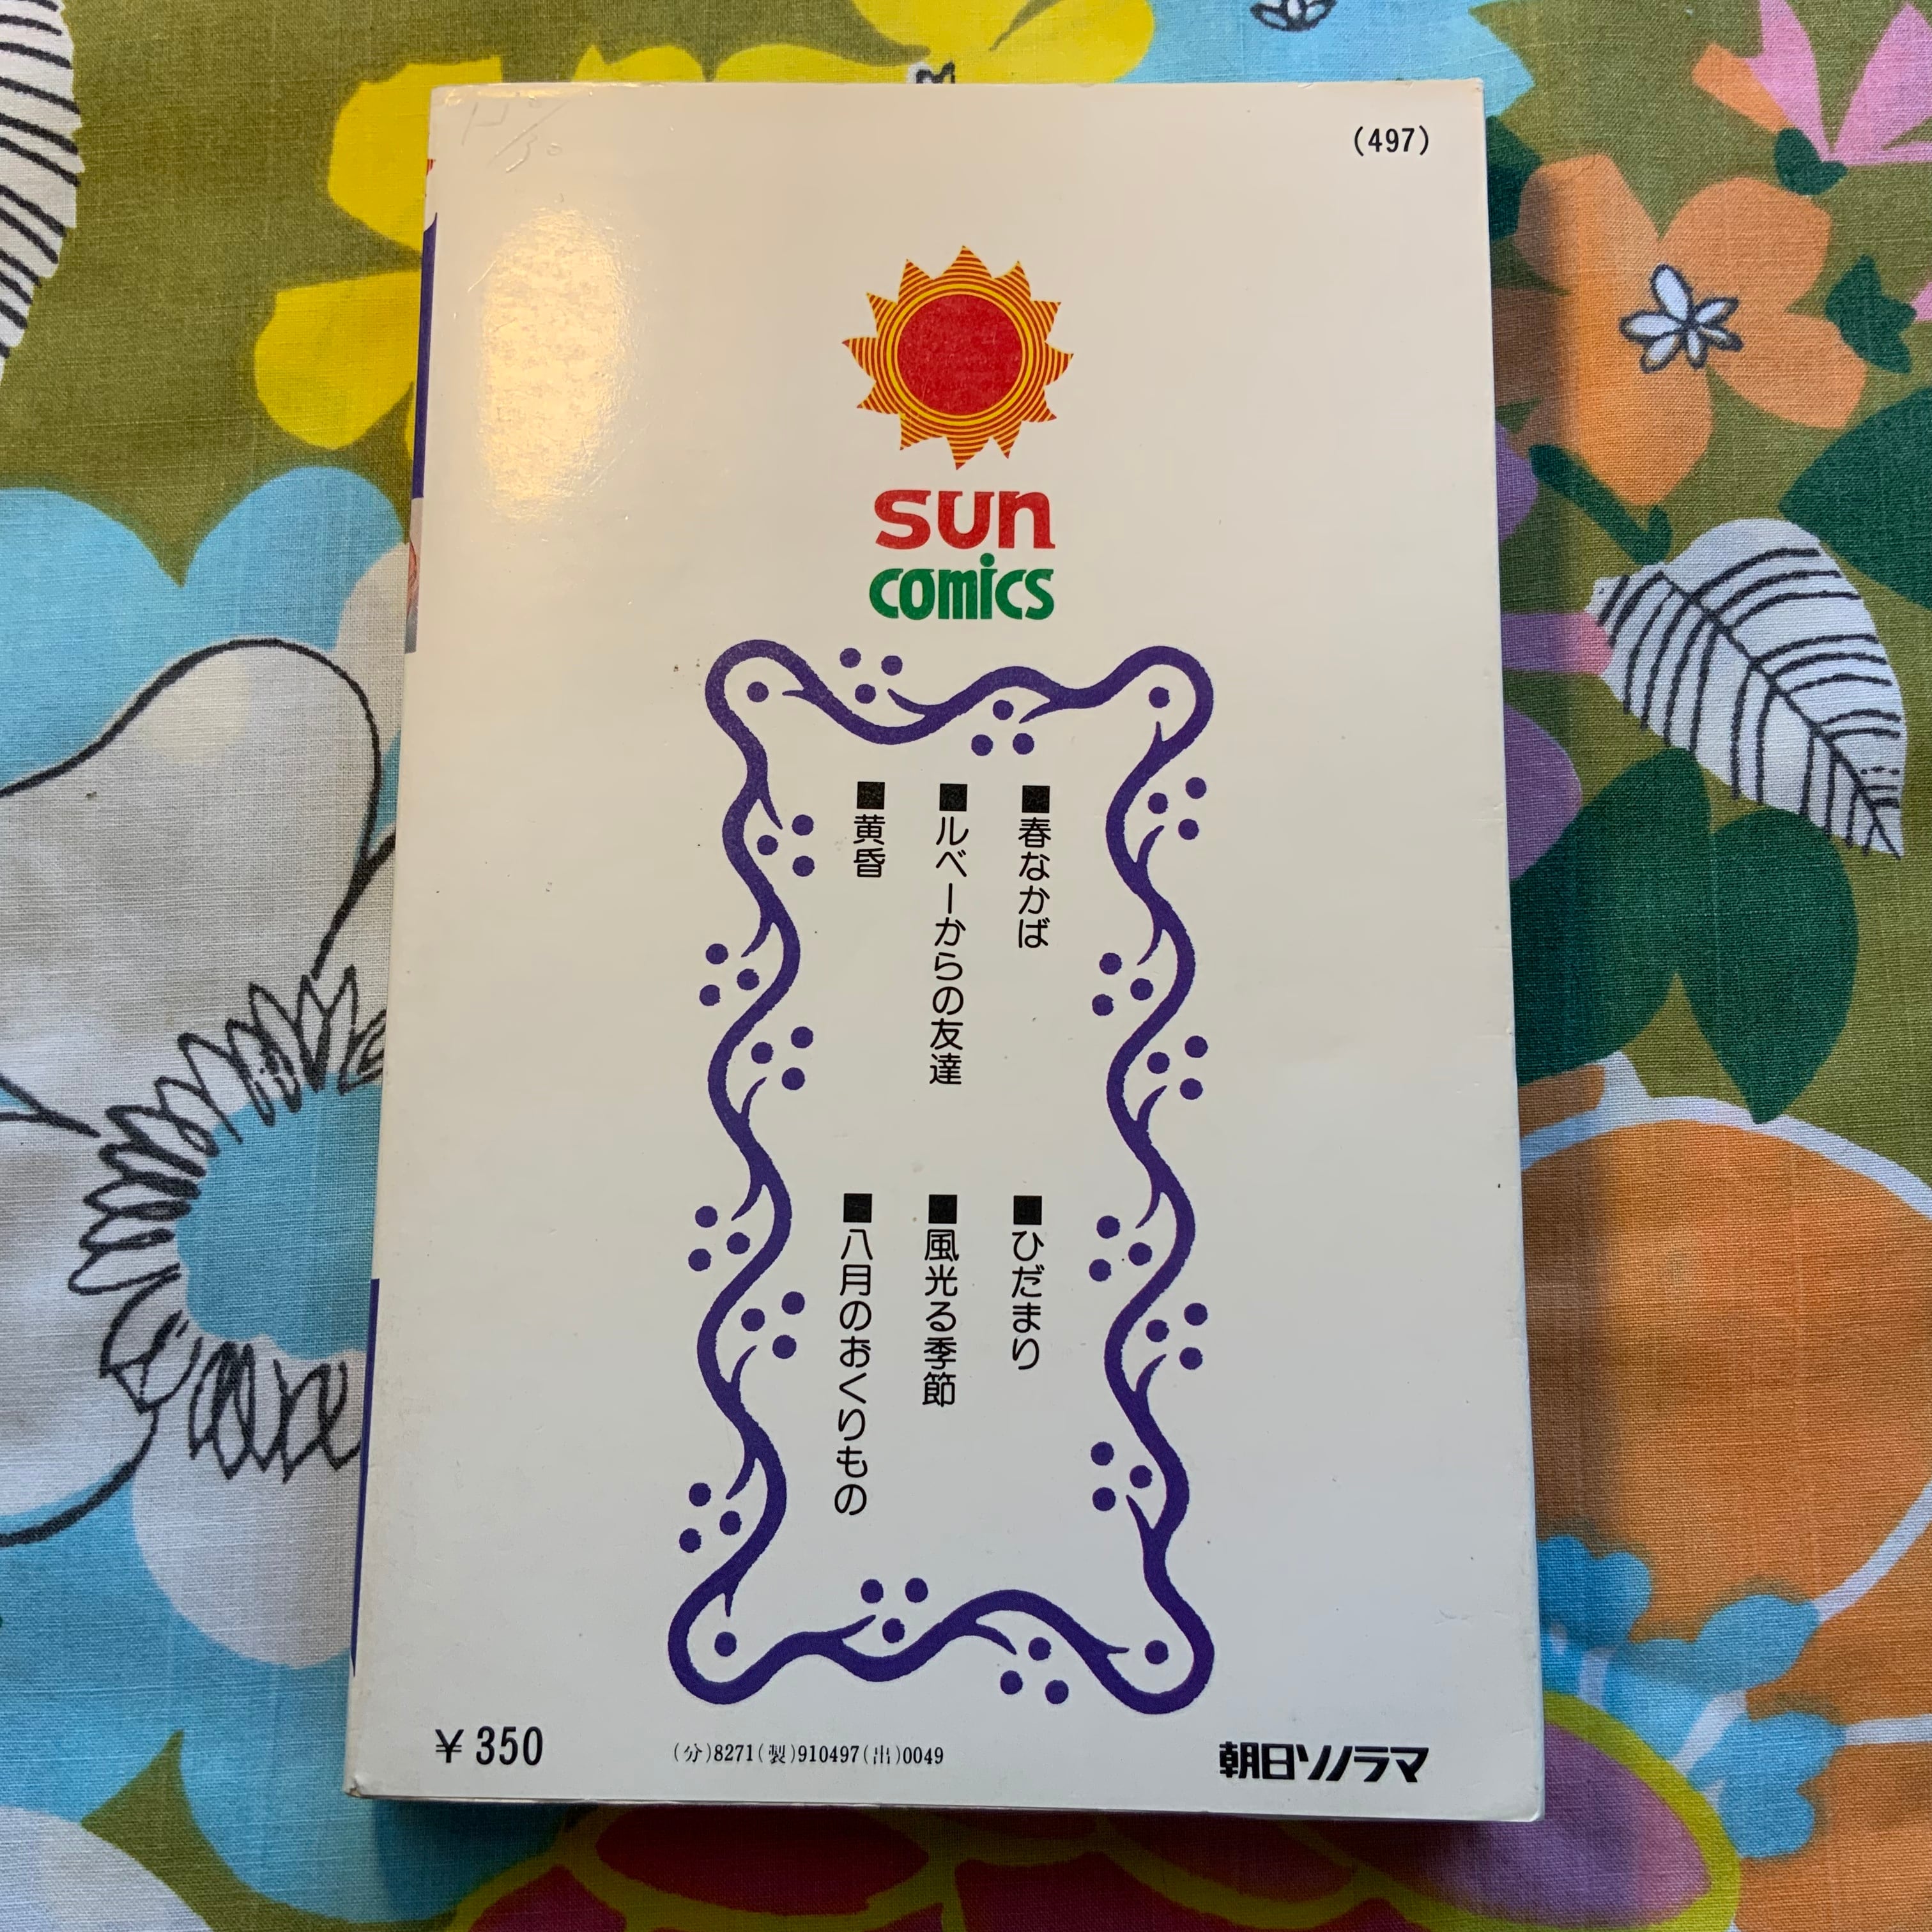 (497)
sun
comics
■春なかば
■ルベーからの友達
■黄昏
■ひだまり
■風光る季節
■八月のおくりもの
¥350
(分)8271(製)910497(出)0049
朝日ソノラマ